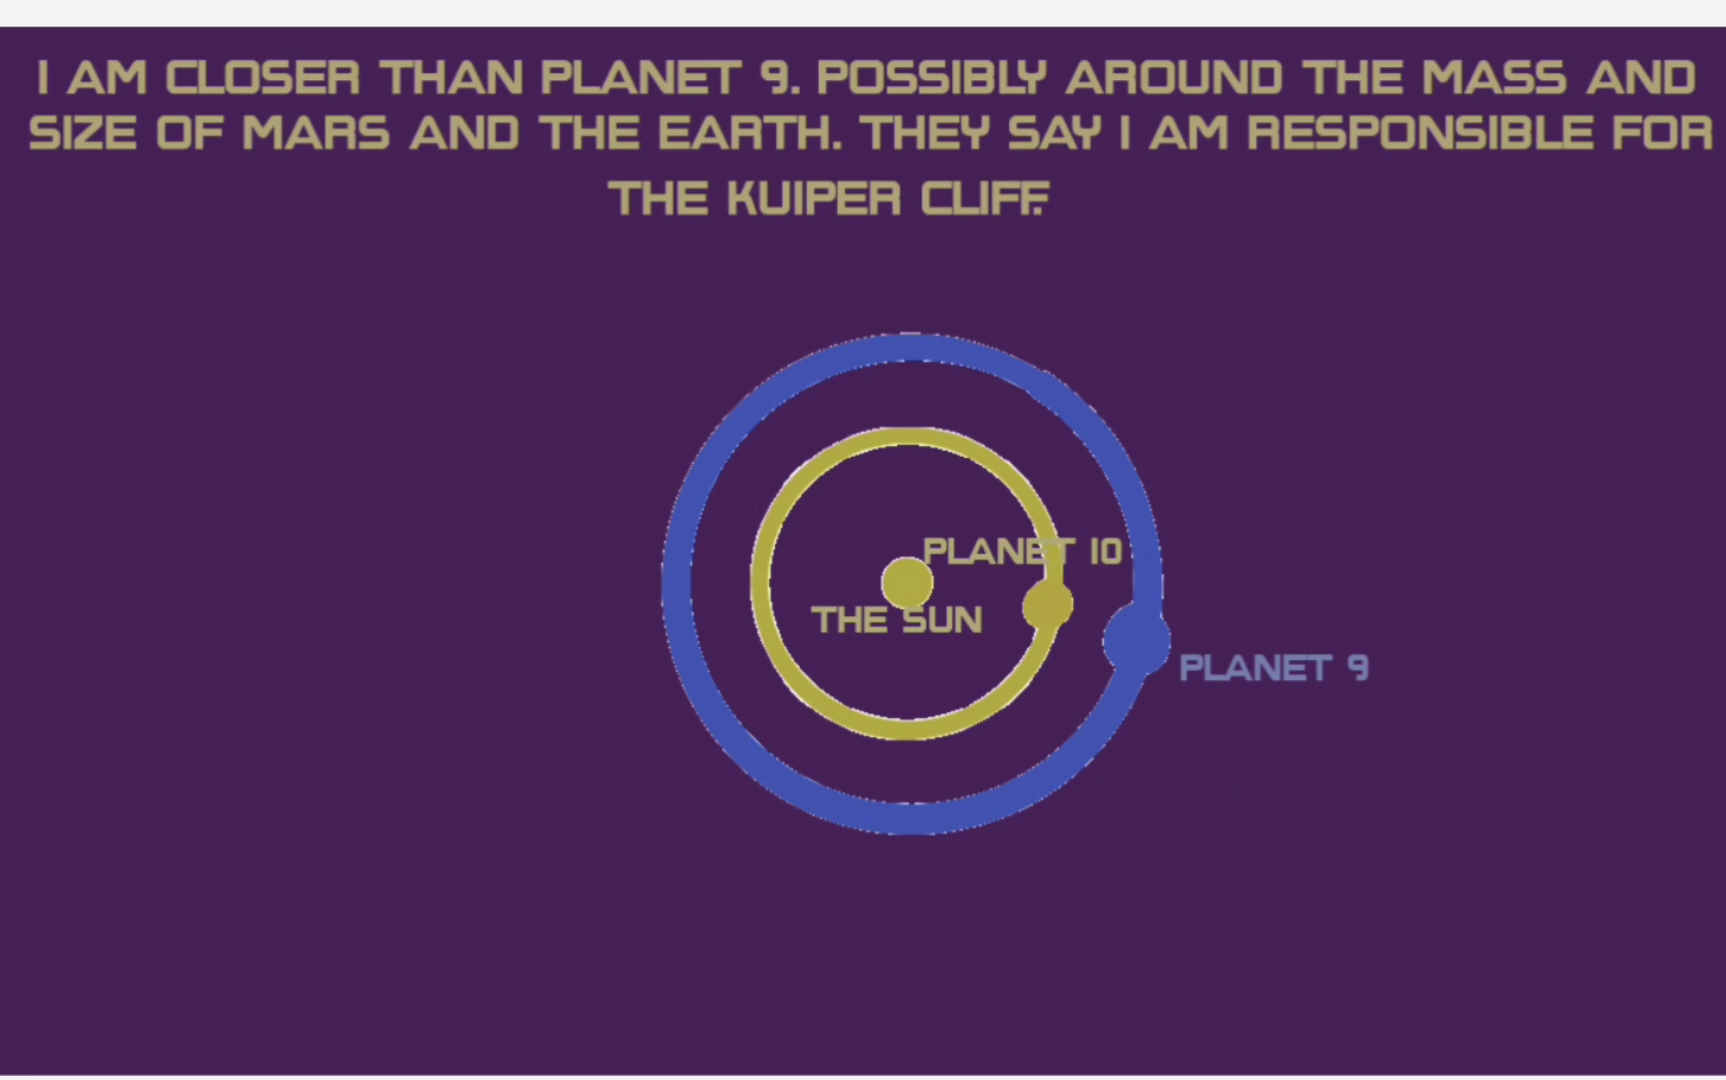 I AM CLOSER THAN PLANET 9. POSSIBLY AROUND THE MASS AND
SIZE OF MARS AND THE EARTH. THEY SAY I AM RESPONSIBLE FOR
THE KUIPER CLIFF.
PLANET 10
THE SUN
PLANET 9